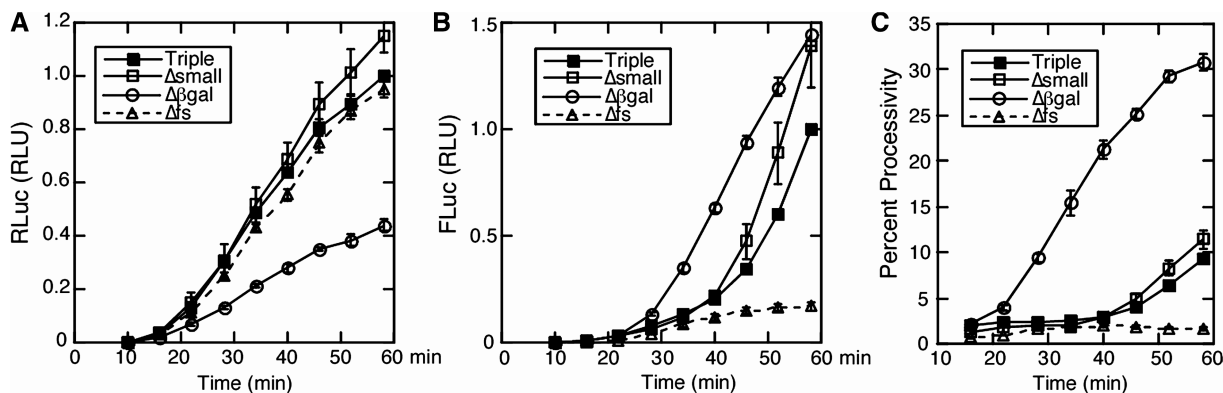 A
RLuc (RLU)
1.2
1.0
0.8
0.6
0.4
0.2
0
Triple
Δsmall
Δβgal
Δfs
0 10 20 30 40 50 60 min
Time (min)
B
FLuc (RLU)
1.5
1.0
0.5
0
Triple
Δsmall
Δβgal
Δfs
0 10 20 30 40 50 60 min
Time (min)
C
Percent Processivity
35
30
25
20
15
10
5
0
Triple
Δsmall
Δβgal
Δfs
10 20 30 40 50 60
Time (min)